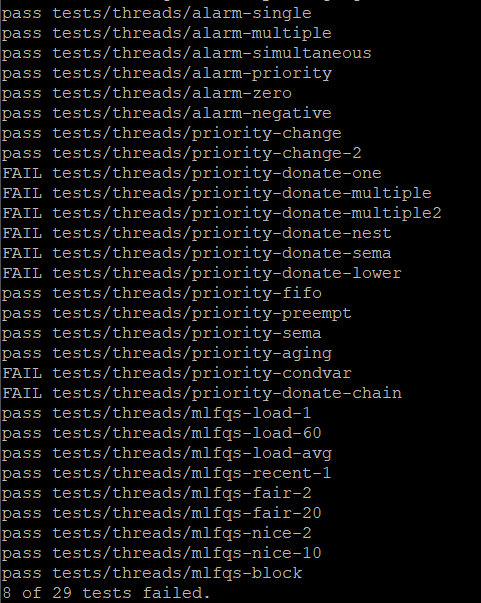 pass tests/threads/alarm-single
pass tests/threads/alarm-multiple
pass tests/threads/alarm-simultaneous
pass tests/threads/alarm-priority
pass tests/threads/alarm-zero
pass tests/threads/alarm-negative
pass tests/threads/priority-change
pass tests/threads/priority-change-2
FAIL tests/threads/priority-donate-one
FAIL tests/threads/priority-donate-multiple
FAIL tests/threads/priority-donate-multiple2
FAIL tests/threads/priority-donate-nest
FAIL tests/threads/priority-donate-sema
FAIL tests/threads/priority-donate-lower
pass tests/threads/priority-fifo
pass tests/threads/priority-preempt
pass tests/threads/priority-sema
pass tests/threads/priority-aging
FAIL tests/threads/priority-condvar
FAIL tests/threads/priority-donate-chain
pass tests/threads/mlfqs-load-1
pass tests/threads/mlfqs-load-60
pass tests/threads/mlfqs-load-avg
pass tests/threads/mlfqs-recent-1
pass tests/threads/mlfqs-fair-2
pass tests/threads/mlfqs-fair-20
pass tests/threads/mlfqs-nice-2
pass tests/threads/mlfqs-nice-10
pass tests/threads/mlfqs-block
8 of 29 tests failed.